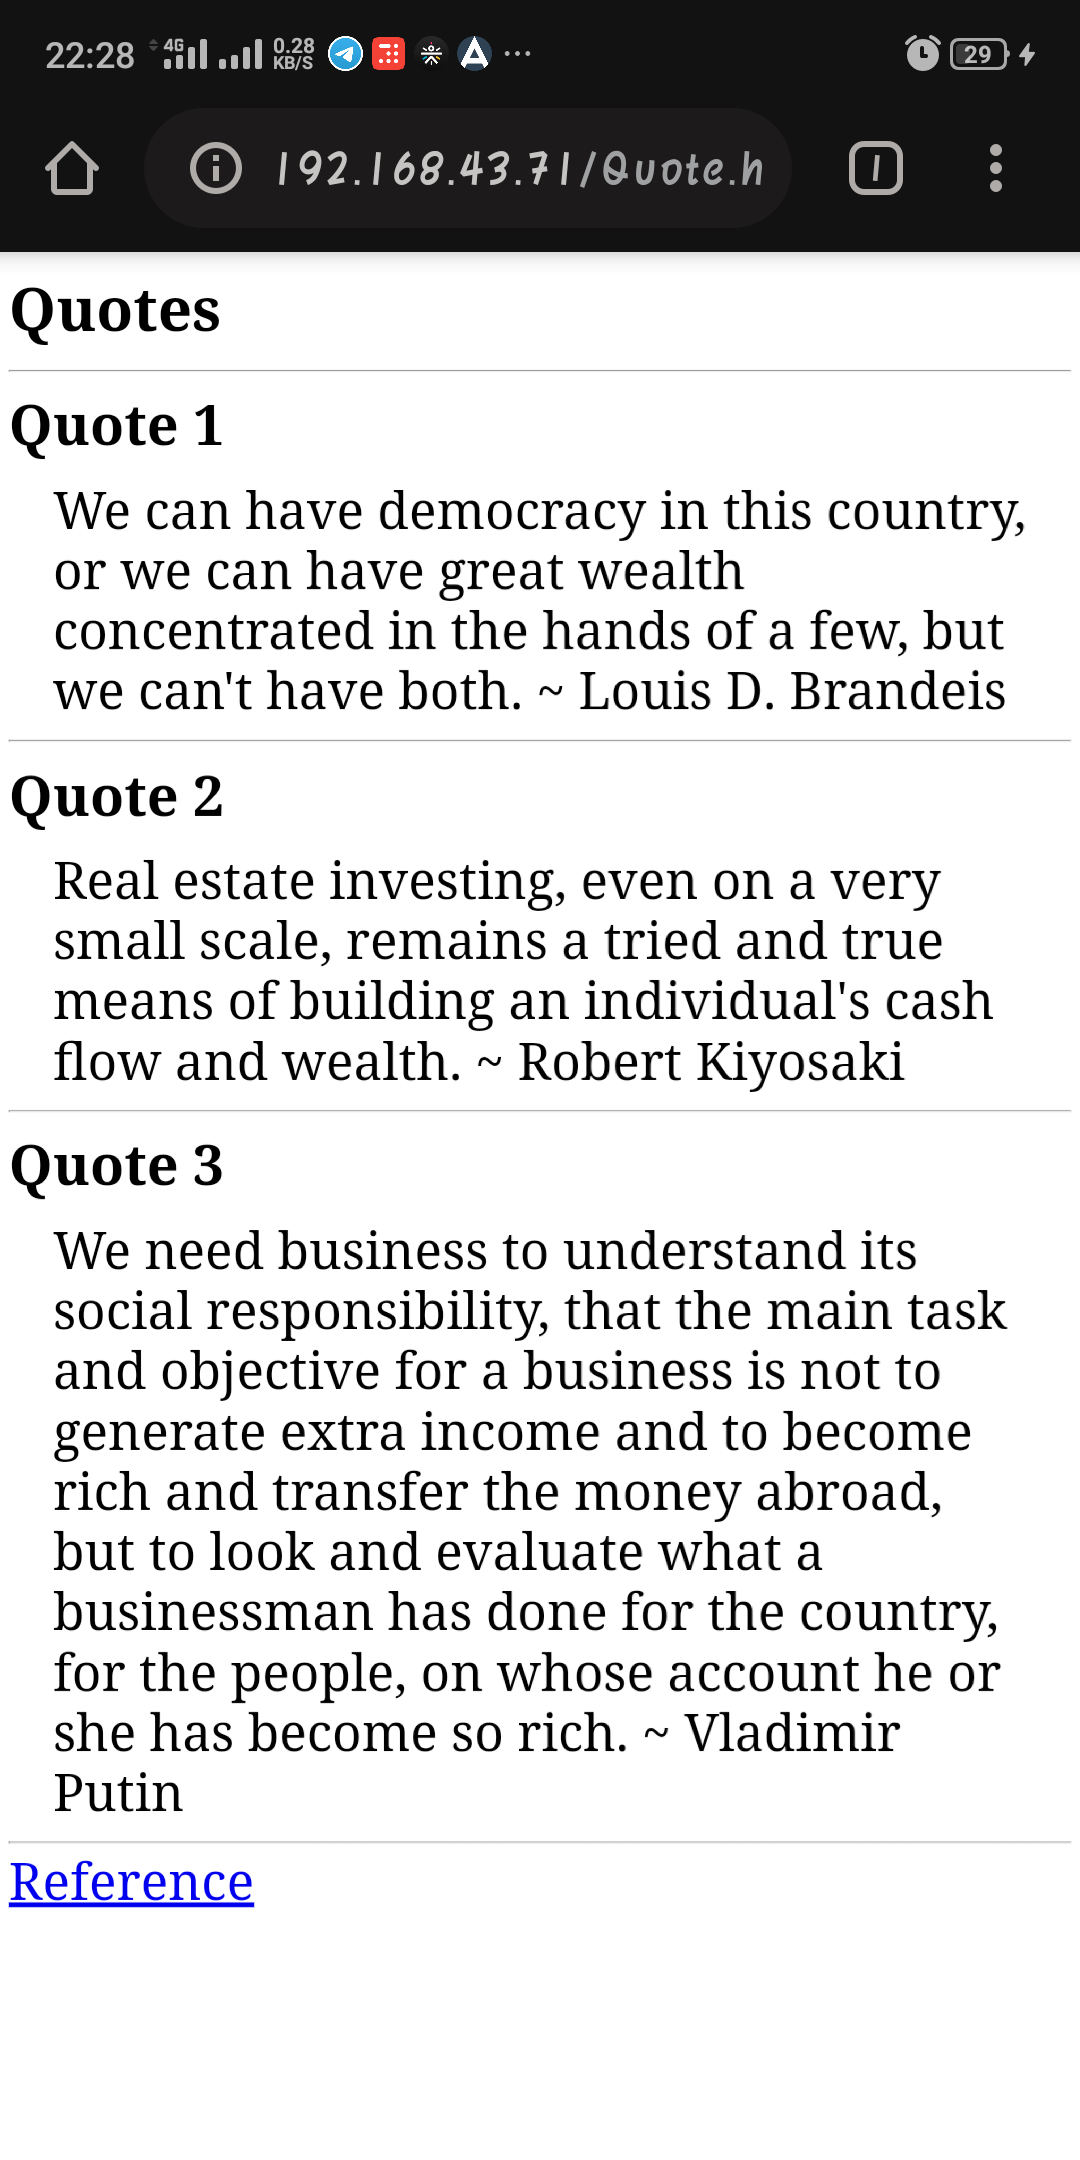 22:28 4G 0.28 KB/S 29
192.168.43.71/Quote.h 1
Quotes
Quote 1
We can have democracy in this country,
or we can have great wealth
concentrated in the hands of a few, but
we can't have both. ~ Louis D. Brandeis
Quote 2
Real estate investing, even on a very
small scale, remains a tried and true
means of building an individual's cash
flow and wealth. ~ Robert Kiyosaki
Quote 3
We need business to understand its
social responsibility, that the main task
and objective for a business is not to
generate extra income and to become
rich and transfer the money abroad,
but to look and evaluate what a
businessman has done for the country,
for the people, on whose account he or
she has become so rich. ~ Vladimir
Putin
Reference